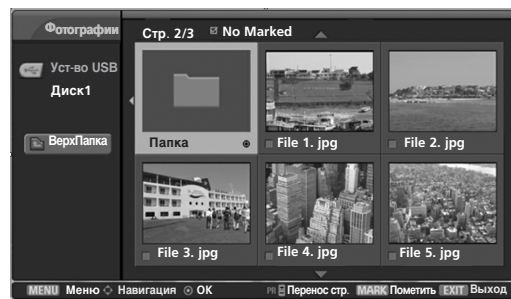 Фотографии
Стр. 2/3 No Marked
Уст-во USB
Диск1
ВерхПапка
Папка
File 1. jpg
File 2. jpg
File 3. jpg
File 4. jpg
File 5. jpg
MENU Меню Навигация OK PR Перенос стр. MARK Пометить EXIT Выход